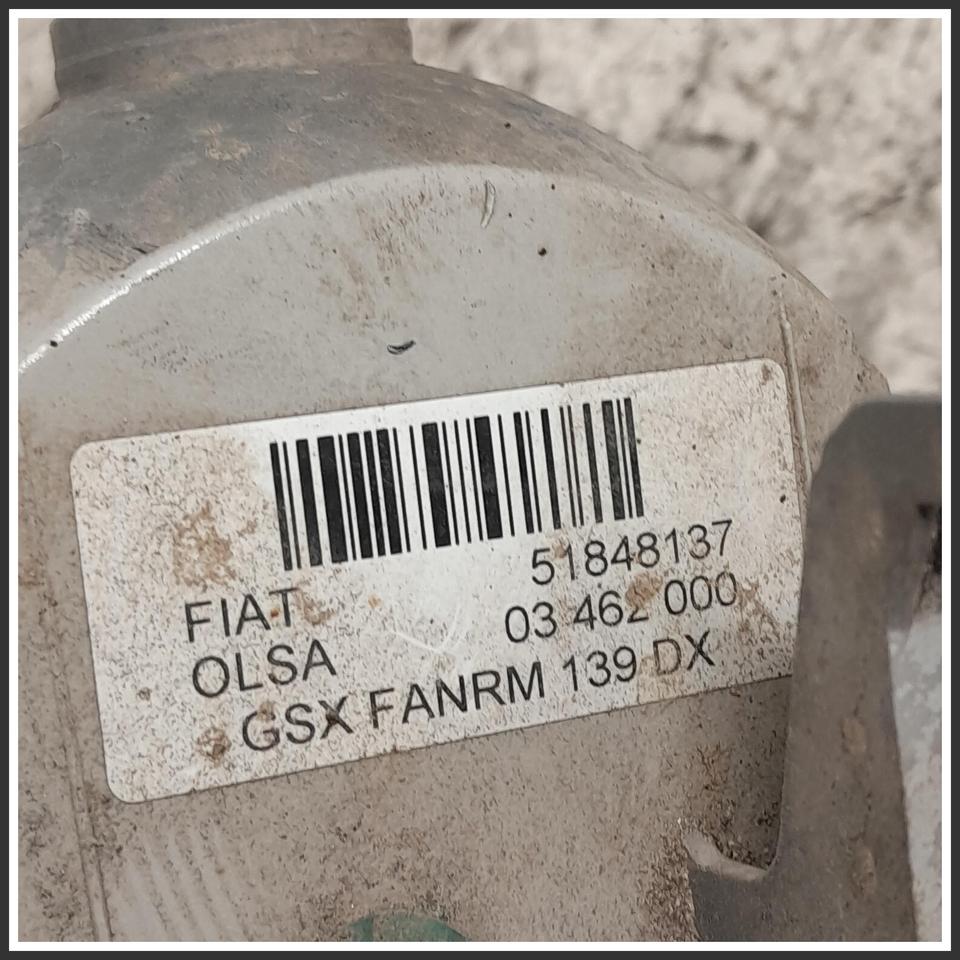 51848137
FIAT
03 462 000
OLSA
GSX FANRM 139 DX